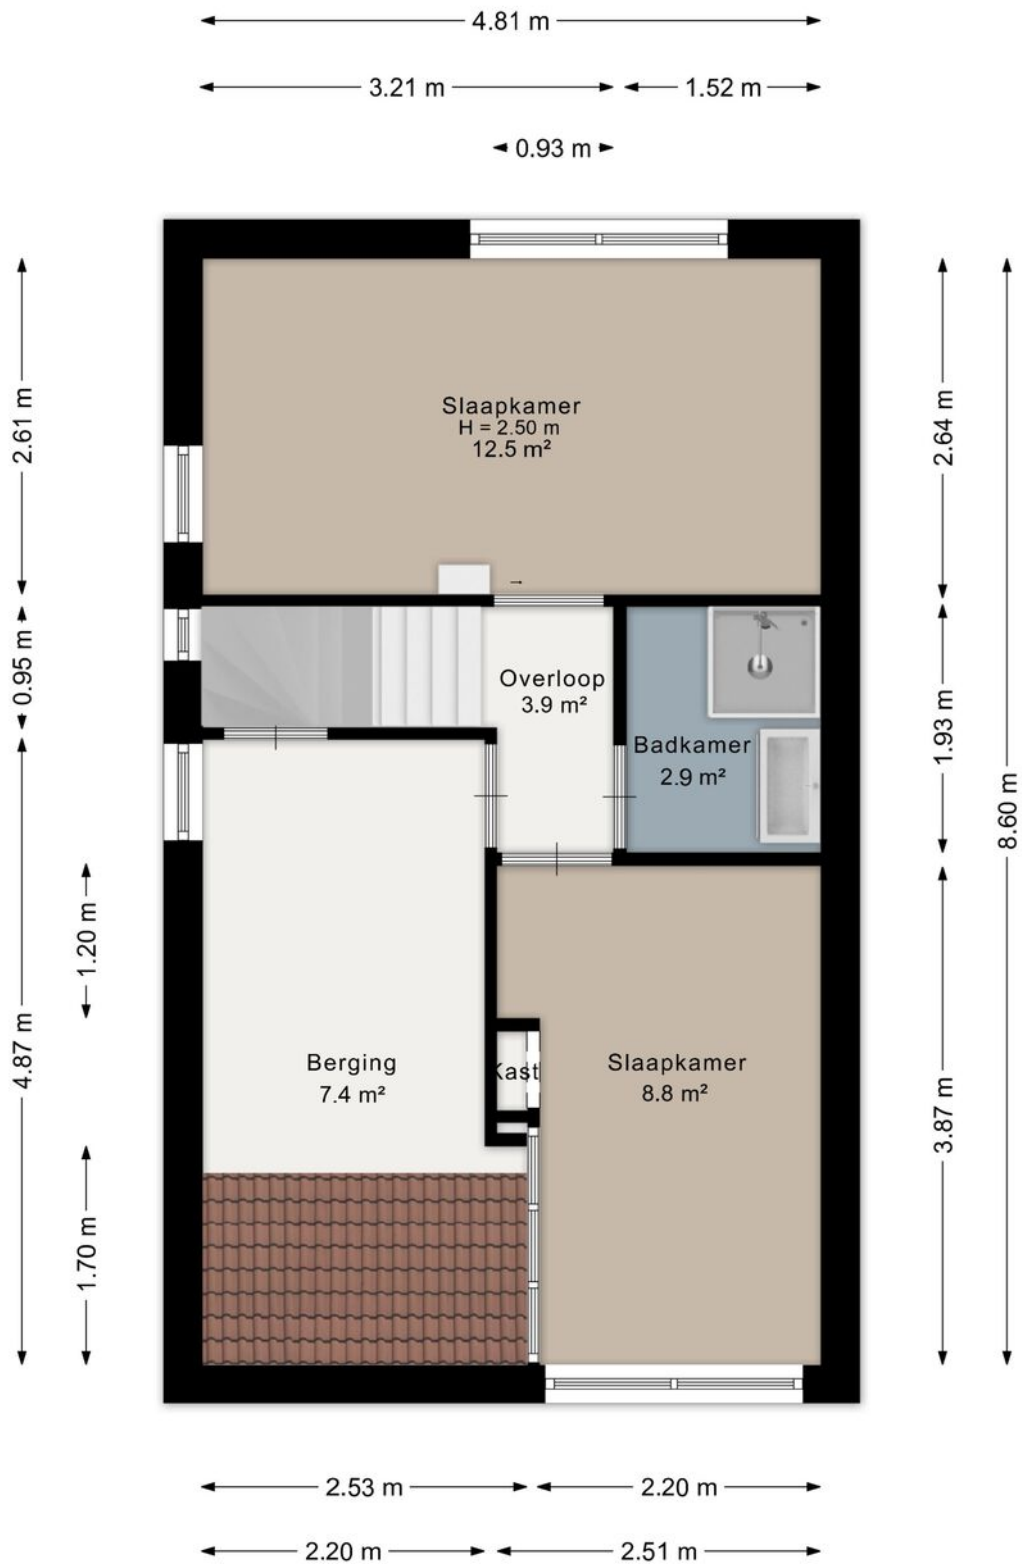 4.81 m
3.21 m
1.52 m
0.93 m
2.61 m
2.64 m
Slaapkamer
H = 2.50 m
12.5 m²
0.95 m
1.93 m
8.60 m
Overloop
3.9 m²
Badkamer
2.9 m²
1.20 m
4.87 m
Berging
7.4 m²
Kast
Slaapkamer
8.8 m²
3.87 m
1.70 m
2.53 m
2.20 m
2.20 m
2.51 m